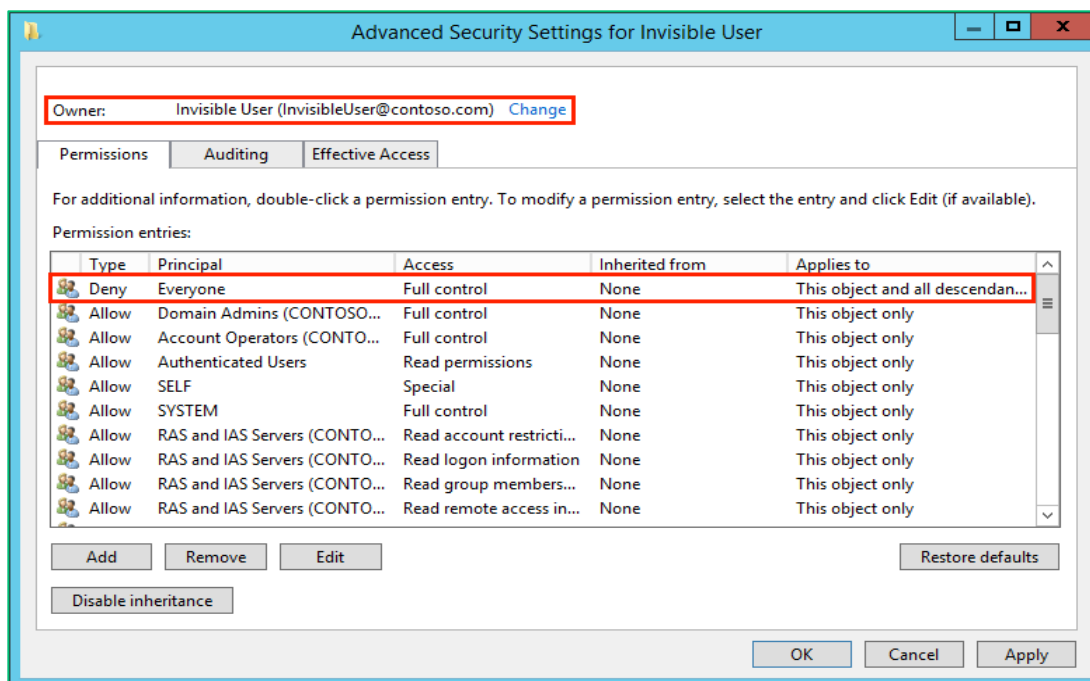 Advanced Security Settings for Invisible User
Owner: Invisible User (InvisibleUser@contoso.com) Change
Permissions Auditing Effective Access
For additional information, double-click a permission entry. To modify a permission entry, select the entry and click Edit (if available).
Permission entries:
Type Principal Access Inherited from Applies to
Deny Everyone Full control None This object and all descendan...
Allow Domain Admins (CONTOSO... Full control None This object only
Allow Account Operators (CONTO... Full control None This object only
Allow Authenticated Users Read permissions None This object only
Allow SELF Special None This object only
Allow SYSTEM Full control None This object only
Allow RAS and IAS Servers (CONTO... Read account restricti... None This object only
Allow RAS and IAS Servers (CONTO... Read logon information None This object only
Allow RAS and IAS Servers (CONTO... Read group members... None This object only
Allow RAS and IAS Servers (CONTO... Read remote access in... None This object only
Add Remove Edit Restore defaults
Disable inheritance
OK Cancel Apply